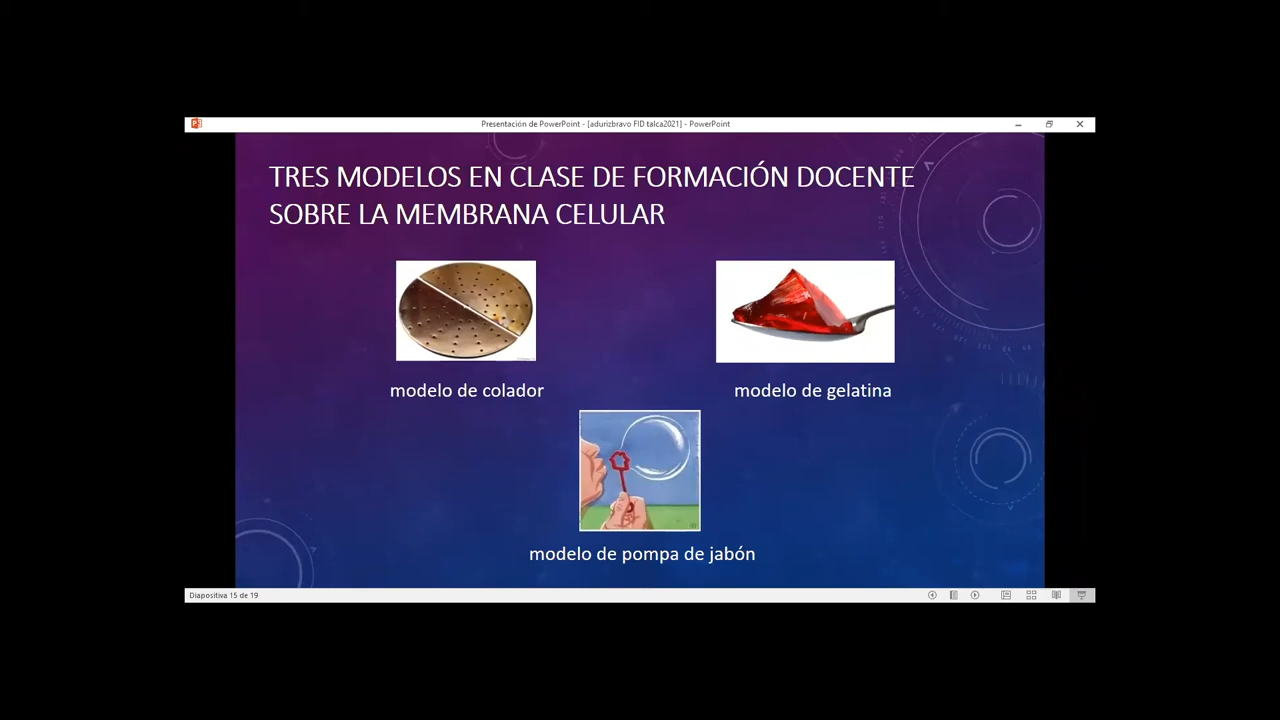 Presentación de PowerPoint - [adurizbravo FID talca2021] - PowerPoint
TRES MODELOS EN CLASE DE FORMACIÓN DOCENTE
SOBRE LA MEMBRANA CELULAR
modelo de colador
modelo de gelatina
modelo de pompa de jabón
Diapositiva 15 de 19